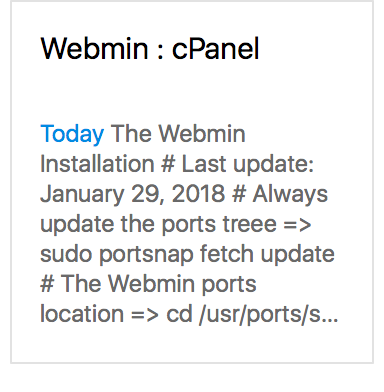 Webmin : cPanel
Today The Webmin
Installation # Last update:
January 29, 2018 # Always
update the ports treee =>
sudo portsnap fetch update
# The Webmin ports
location => cd /usr/ports/s...